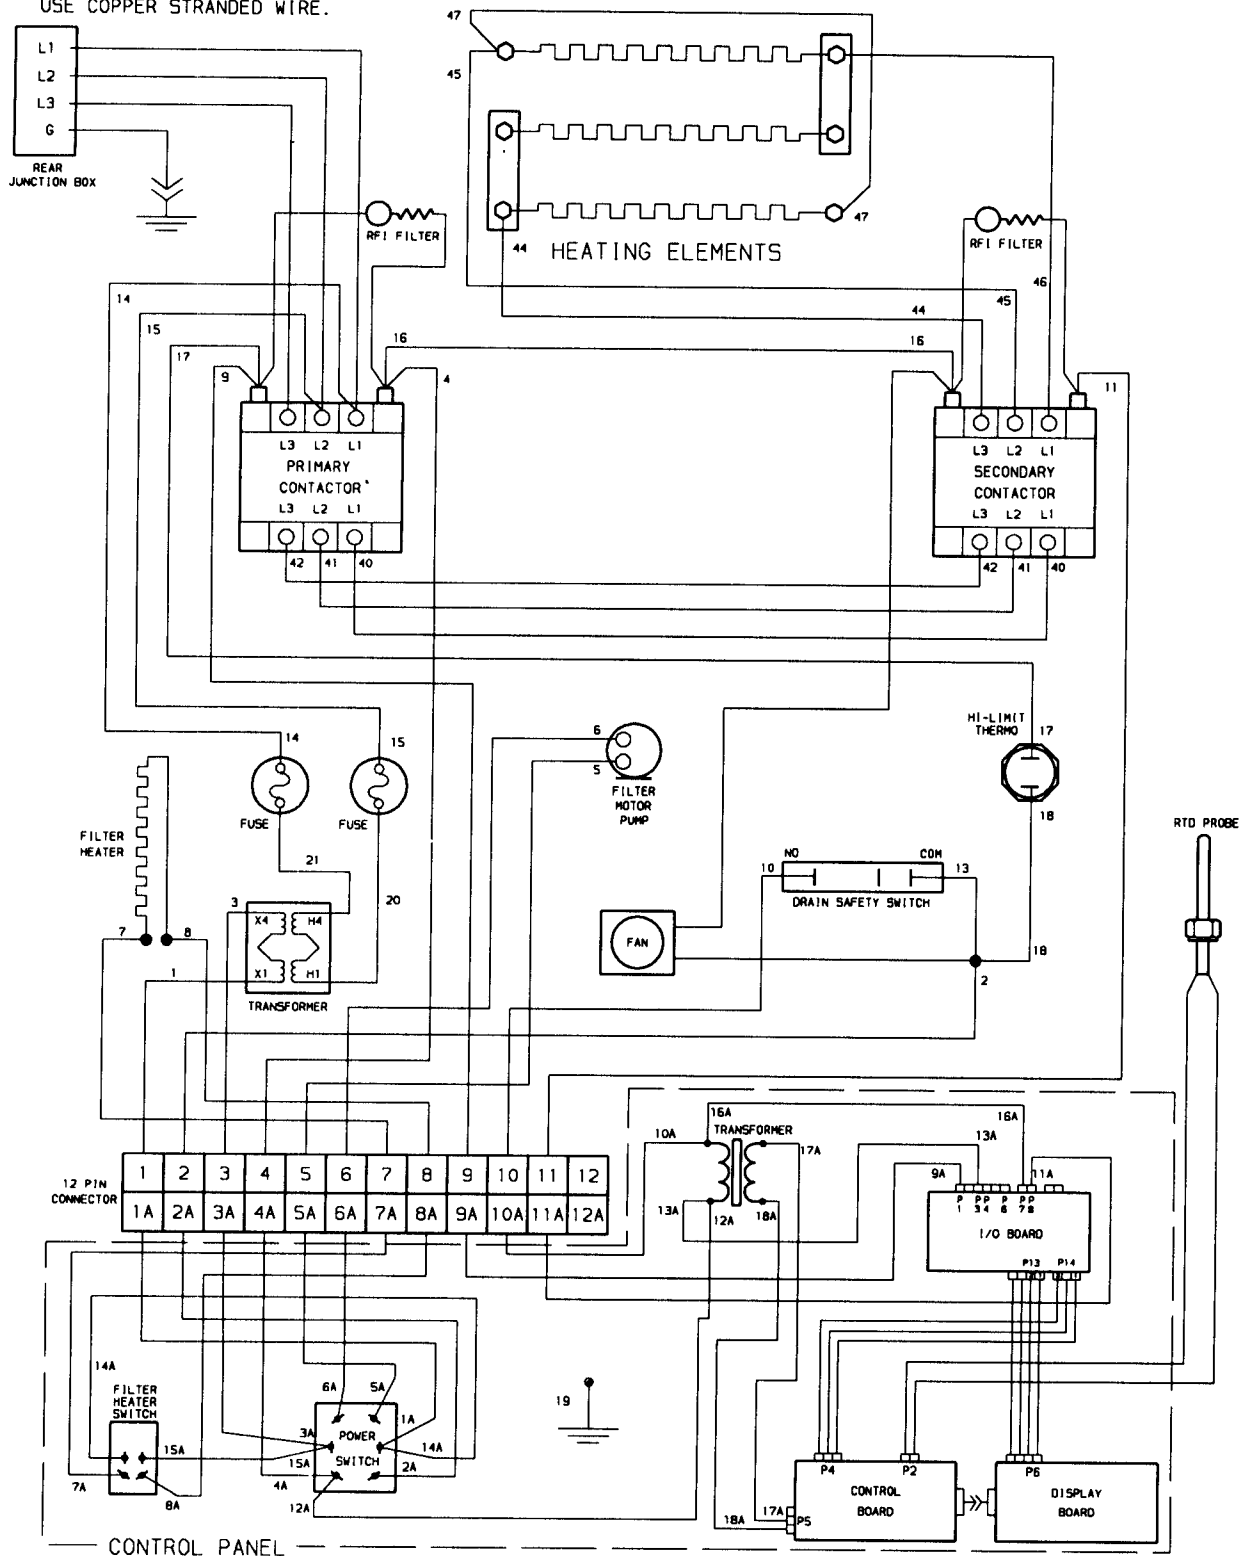 USE COPPER STRANDED WIRE.
L1
L2
L3
G
REAR
JUNCTION BOX
47
45
47
44
HEATING ELEMENTS
RFI FILTER
RFI FILTER
46
45
44
14
15
17
9
16
4
16
11
L3 L2 L1
PRIMARY
CONTACTOR
L3 L2 L1
42 41 40
L3 L2 L1
SECONDARY
CONTACTOR
L3 L2 L1
42 41 40
HI-LIMIT
THERMO
17
18
14
15
FUSE
FUSE
6
5
FILTER
MOTOR
PUMP
FILTER
HEATER
7
8
21
20
3
X4 H4
X1 H1
1
TRANSFORMER
NO COM
10
13
DRAIN SAFETY SWITCH
FAN
18
2
RTD PROBE
12 PIN
CONNECTOR
1 2 3 4 5 6 7 8 9 10 11 12
1A 2A 3A 4A 5A 6A 7A 8A 9A 10A 11A 12A
16A
16A
10A
TRANSFORMER
17A
13A
13A
12A
18A
9A
11A
P1 P3 P4 P6 P7 P8
I/O BOARD
P13 P14
14A
FILTER
HEATER
SWITCH
15A
7A
8A
6A
5A
3A
1A
POWER
SWITCH
14A
15A
2A
4A
12A
19
P4 P2
CONTROL
BOARD
17A
18A
P5
P6
DISPLAY
BOARD
CONTROL PANEL